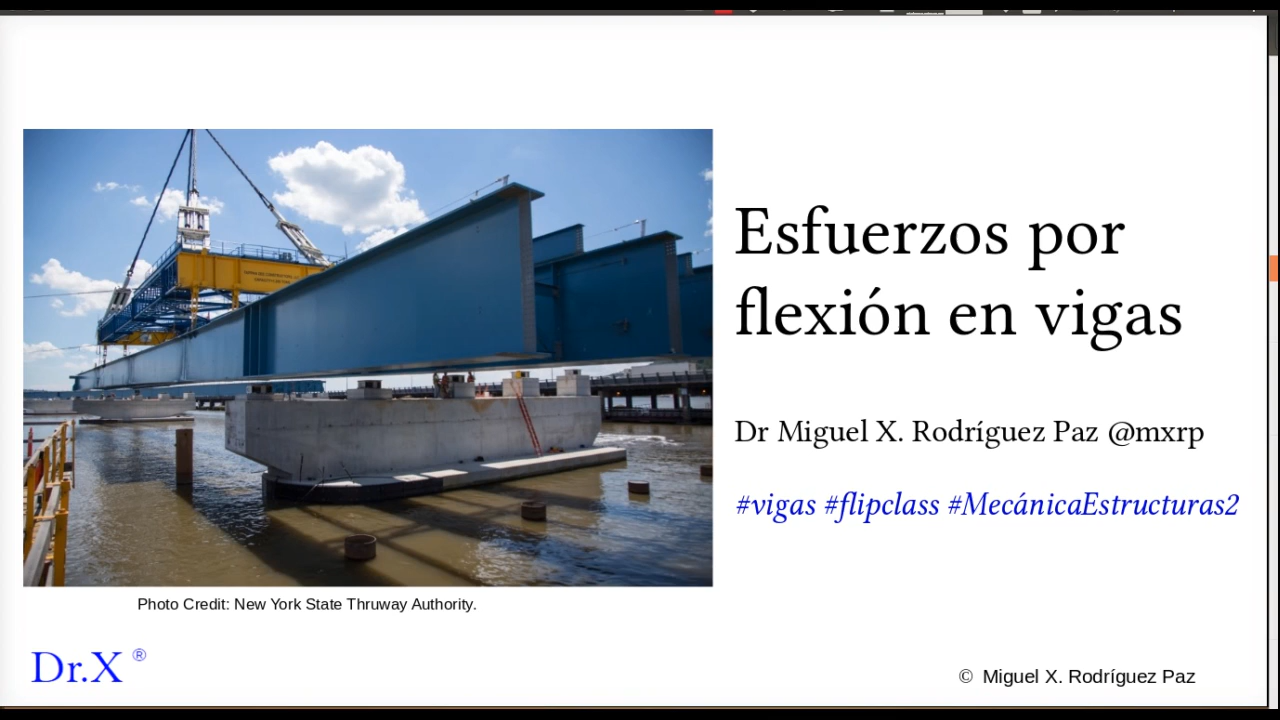 Esfuerzos por
flexión en vigas
Dr Miguel X. Rodríguez Paz @mxrp
#vigas #flipclass #MecánicaEstructuras2
Photo Credit: New York State Thruway Authority.
Dr.X ®
© Miguel X. Rodríguez Paz